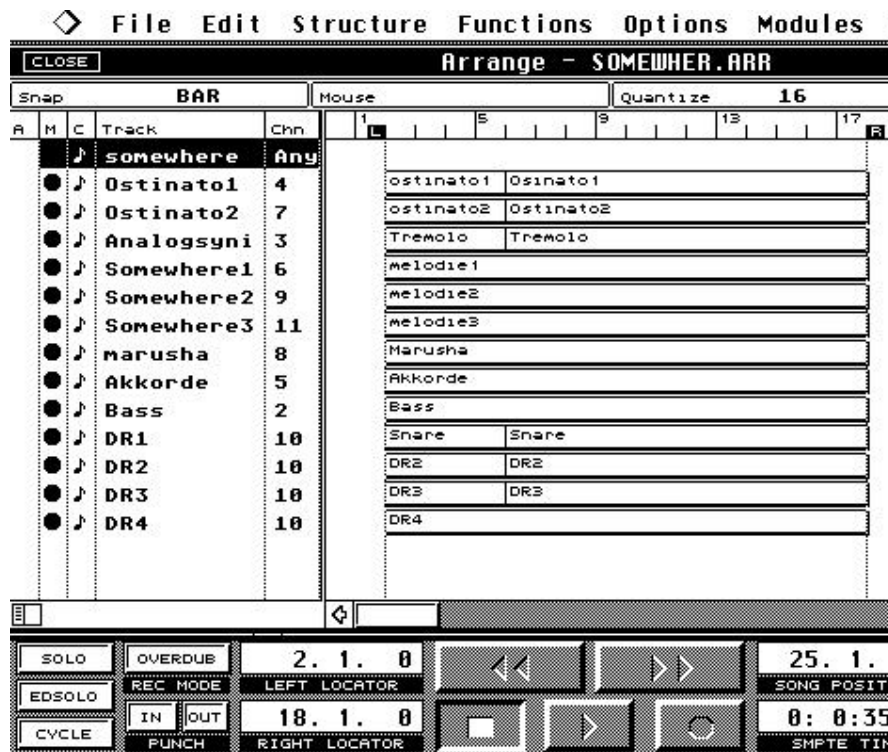 File Edit Structure Functions Options Modules
CLOSE Arrange - SOMEWHER.ARR
Snap BAR Mouse Quantize 16
A M C Track Chn 1 5 9 13 17
L R
somewhere Any
Ostinato1 4 ostinato1 Osinato1
Ostinato2 7 ostinato2 Ostinato2
Analogsyni 3 Tremolo Tremolo
Somewhere1 6 melodie1
Somewhere2 9 melodie2
Somewhere3 11 melodie3
marusha 8 Marusha
Akkorde 5 Akkorde
Bass 2 Bass
DR1 10 Snare Snare
DR2 10 DR2 DR2
DR3 10 DR3 DR3
DR4 10 DR4
SOLO OVERDUB 2. 1. 0 25. 1.
REC MODE LEFT LOCATOR SONG POSIT
EDSOLO
IN OUT 18. 1. 0 0: 0:35
CYCLE
PUNCH RIGHT LOCATOR SMPTE TI